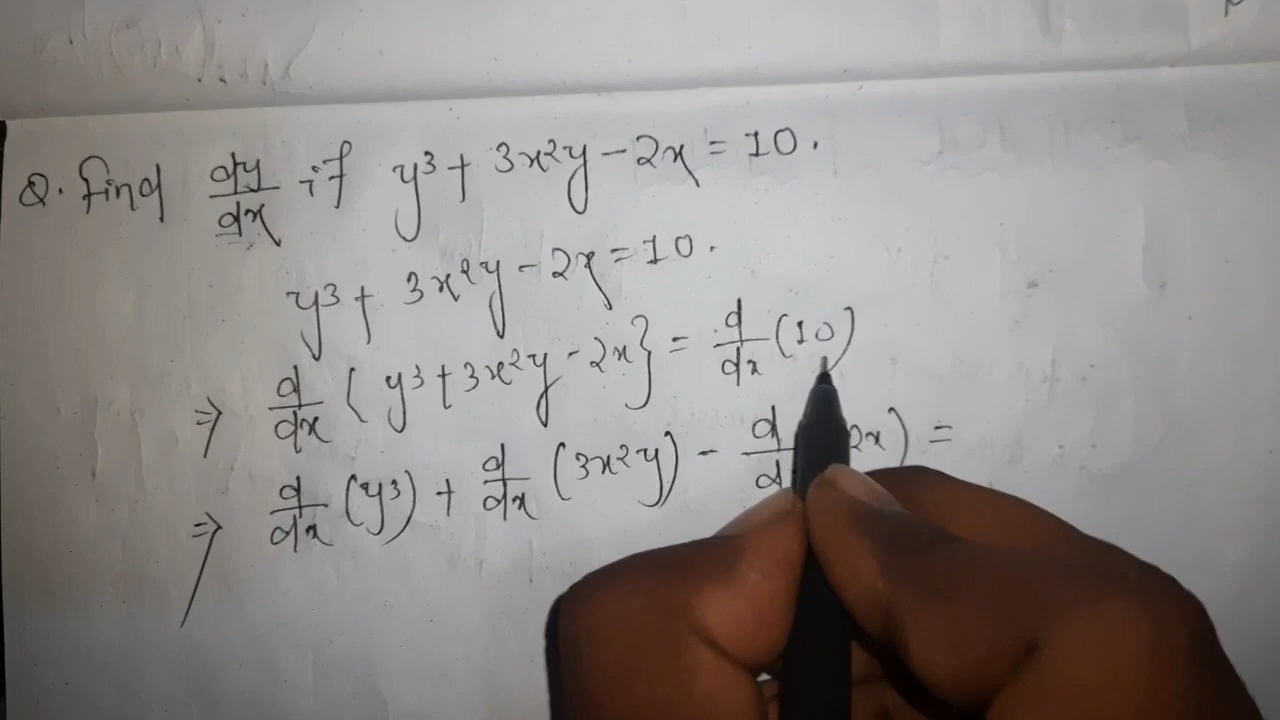 Q. Find dy/dx if y³ + 3x²y - 2x = 10.
y³ + 3x²y - 2x = 10.
⇒ d/dx { y³ + 3x²y - 2x } = d/dx (10)
⇒ d/dx (y³) + d/dx (3x²y) - d/d 2x) =